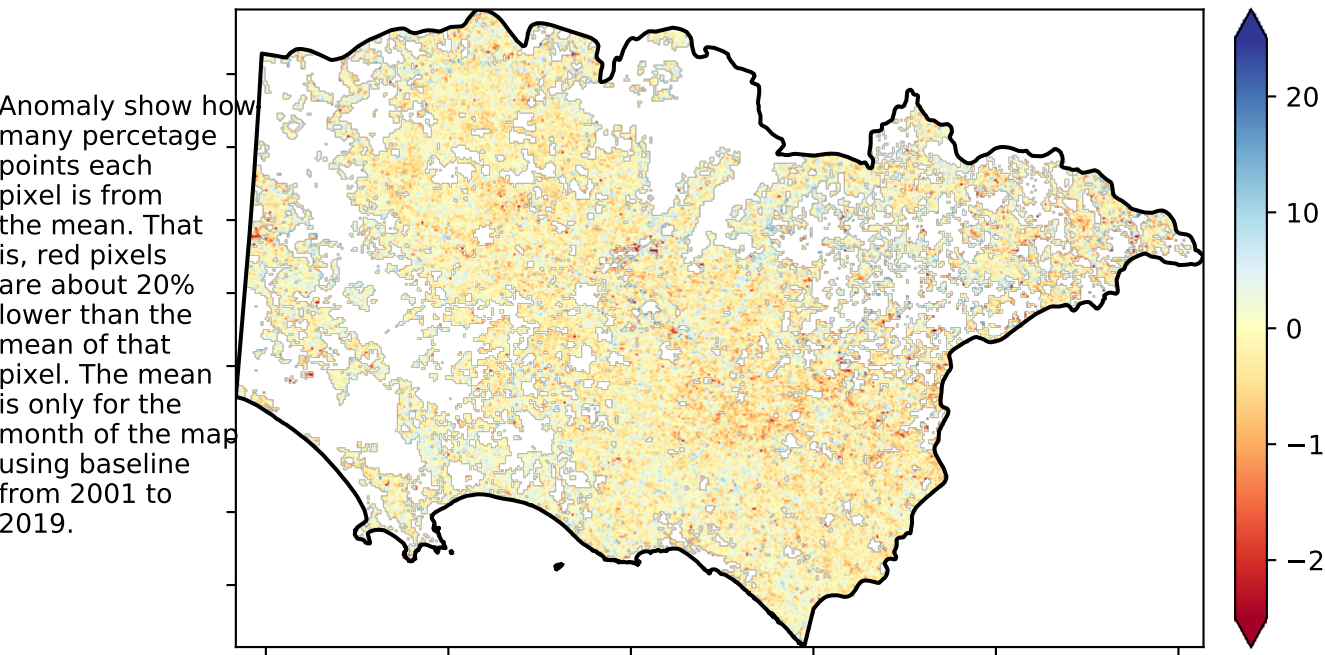 Anomaly show how
many percetage
points each
pixel is from
the mean. That
is, red pixels
are about 20%
lower than the
mean of that
pixel. The mean
is only for the
month of the map
using baseline
from 2001 to
2019.
20
10
0
−1
−2